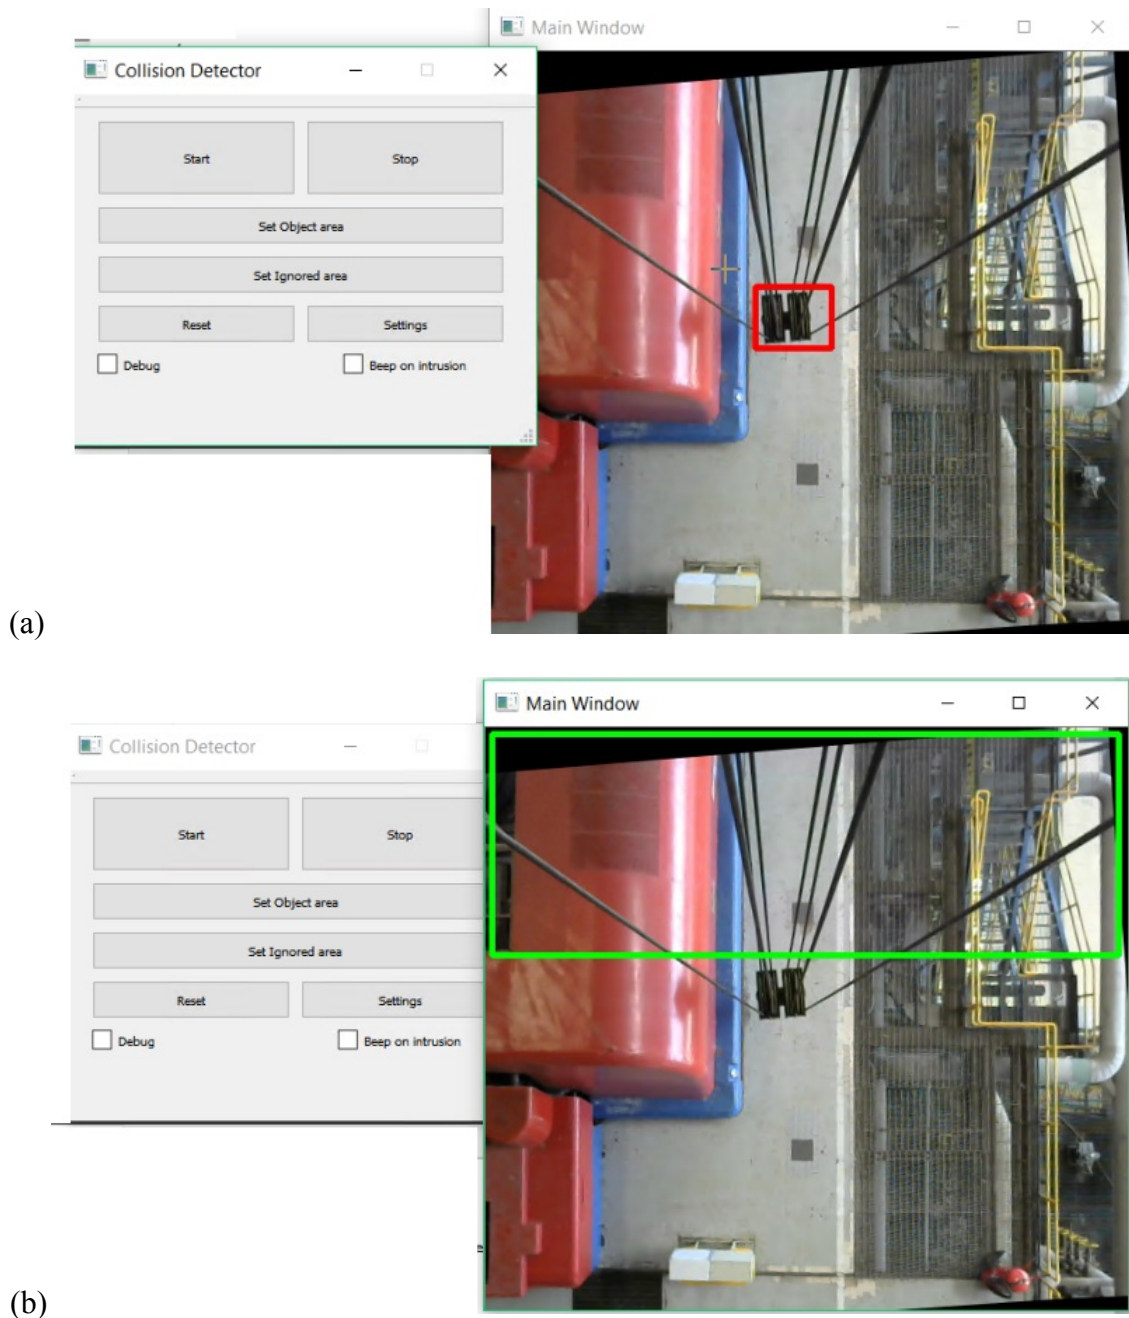 Main Window
Collision Detector
Start
Stop
Set Object area
Set Ignored area
Reset
Settings
Debug
Beep on intrusion
(a)
Main Window
Collision Detector
Start
Stop
Set Object area
Set Ignored area
Reset
Settings
Debug
Beep on intrusion
(b)